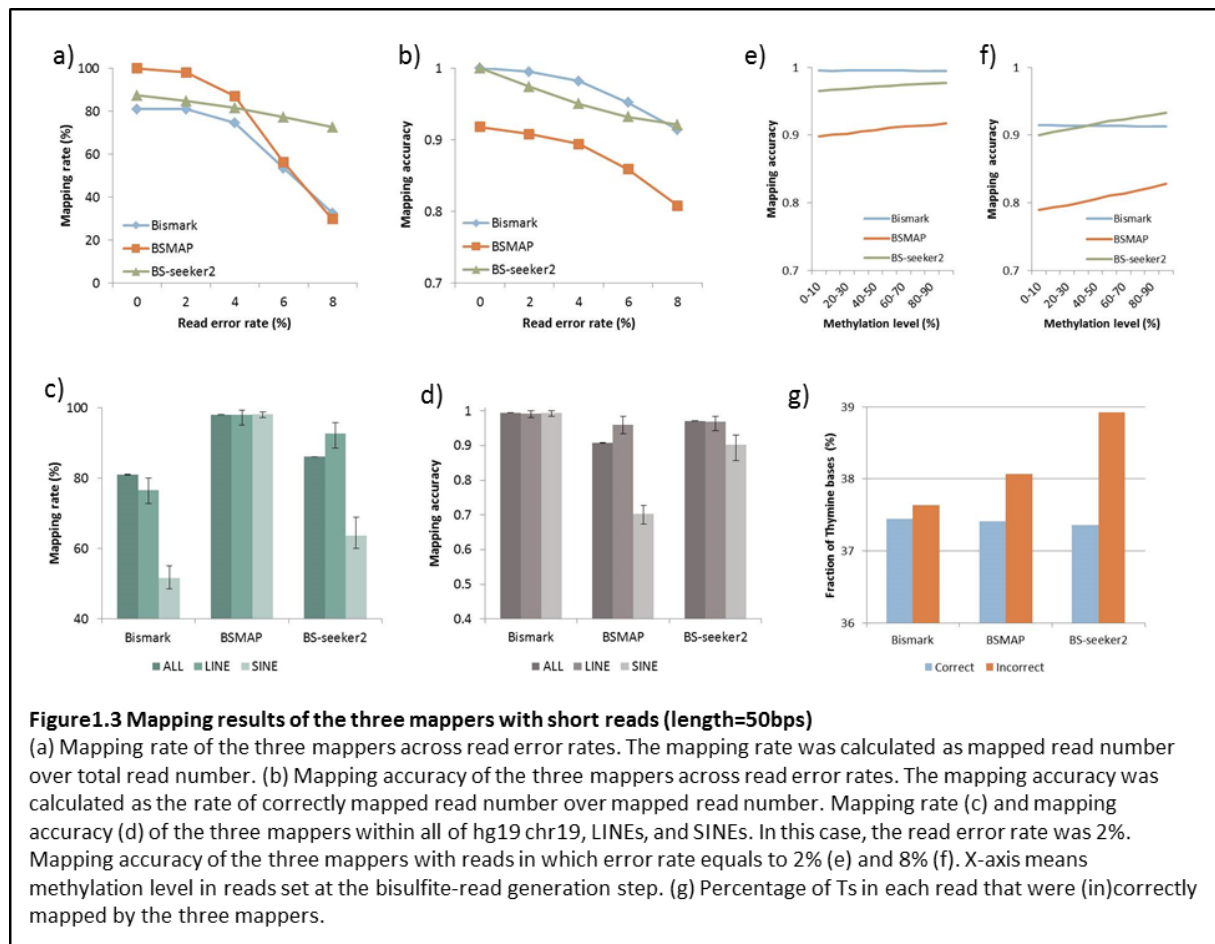 a)
100
80
60
40
20
0
Mapping rate (%)
Bismark
BSMAP
BS-seeker2
0 2 4 6 8
Read error rate (%)
b)
1
0.9
0.8
0.7
Mapping accuracy
Bismark
BSMAP
BS-seeker2
0 2 4 6 8
Read error rate (%)
e)
1
0.9
0.8
0.7
Mapping accuracy
Bismark
BSMAP
BS-seeker2
0-10 20-30 40-50 60-70 80-90
Methylation level (%)
f)
1
0.9
0.8
0.7
Mapping accuracy
Bismark
BSMAP
BS-seeker2
0-10 20-30 40-50 60-70 80-90
Methylation level (%)
c)
100
80
60
40
Mapping rate (%)
Bismark BSMAP BS-seeker2
ALL LINE SINE
d)
1
0.9
0.8
0.7
0.6
0.5
0.4
Mapping accuracy
Bismark BSMAP BS-seeker2
ALL LINE SINE
g)
39
38
37
36
Fraction of Thymine bases (%)
Bismark BSMAP BS-seeker2
Correct Incorrect
Figure1.3 Mapping results of the three mappers with short reads (length=50bps)
(a) Mapping rate of the three mappers across read error rates. The mapping rate was calculated as mapped read number
over total read number. (b) Mapping accuracy of the three mappers across read error rates. The mapping accuracy was
calculated as the rate of correctly mapped read number over mapped read number. Mapping rate (c) and mapping
accuracy (d) of the three mappers within all of hg19 chr19, LINEs, and SINEs. In this case, the read error rate was 2%.
Mapping accuracy of the three mappers with reads in which error rate equals to 2% (e) and 8% (f). X-axis means
methylation level in reads set at the bisulfite-read generation step. (g) Percentage of Ts in each read that were (in)correctly
mapped by the three mappers.